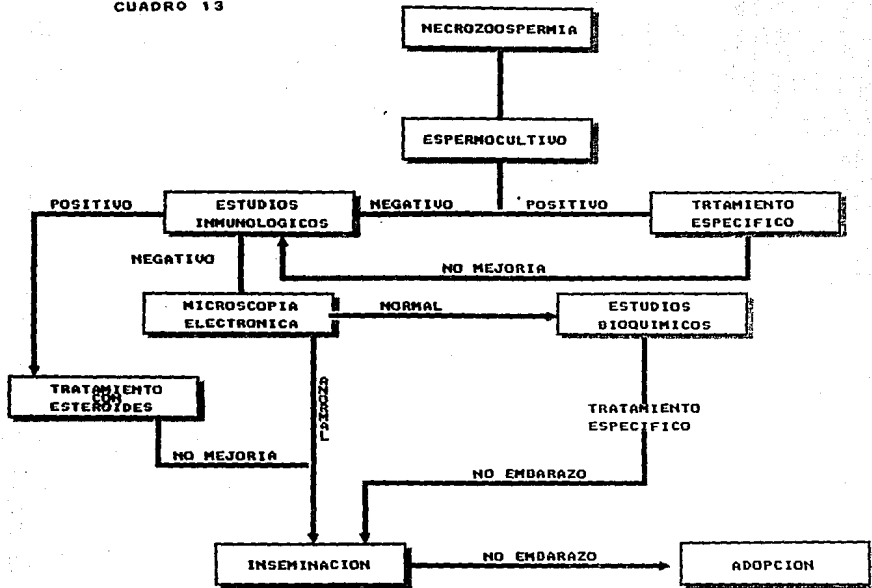 CUADRO 13
NECROZOOSPERMIA
ESPERMOCULTIVO
POSITIVO
ESTUDIOS
INMUNOLOGICOS
NEGATIVO
POSITIVO
TRTAMIENTO
ESPECIFICO
NEGATIVO
NO MEJORIA
MICROSCOPIA
ELECTRONICA
NORMAL
ESTUDIOS
BIOQUIMICOS
TRATAMIENTO
CON
ESTEROIDES
ANORMAL
TRATAMIENTO
ESPECIFICO
NO MEJORIA
NO EMBARAZO
INSEMINACION
NO EMBARAZO
ADOPCION